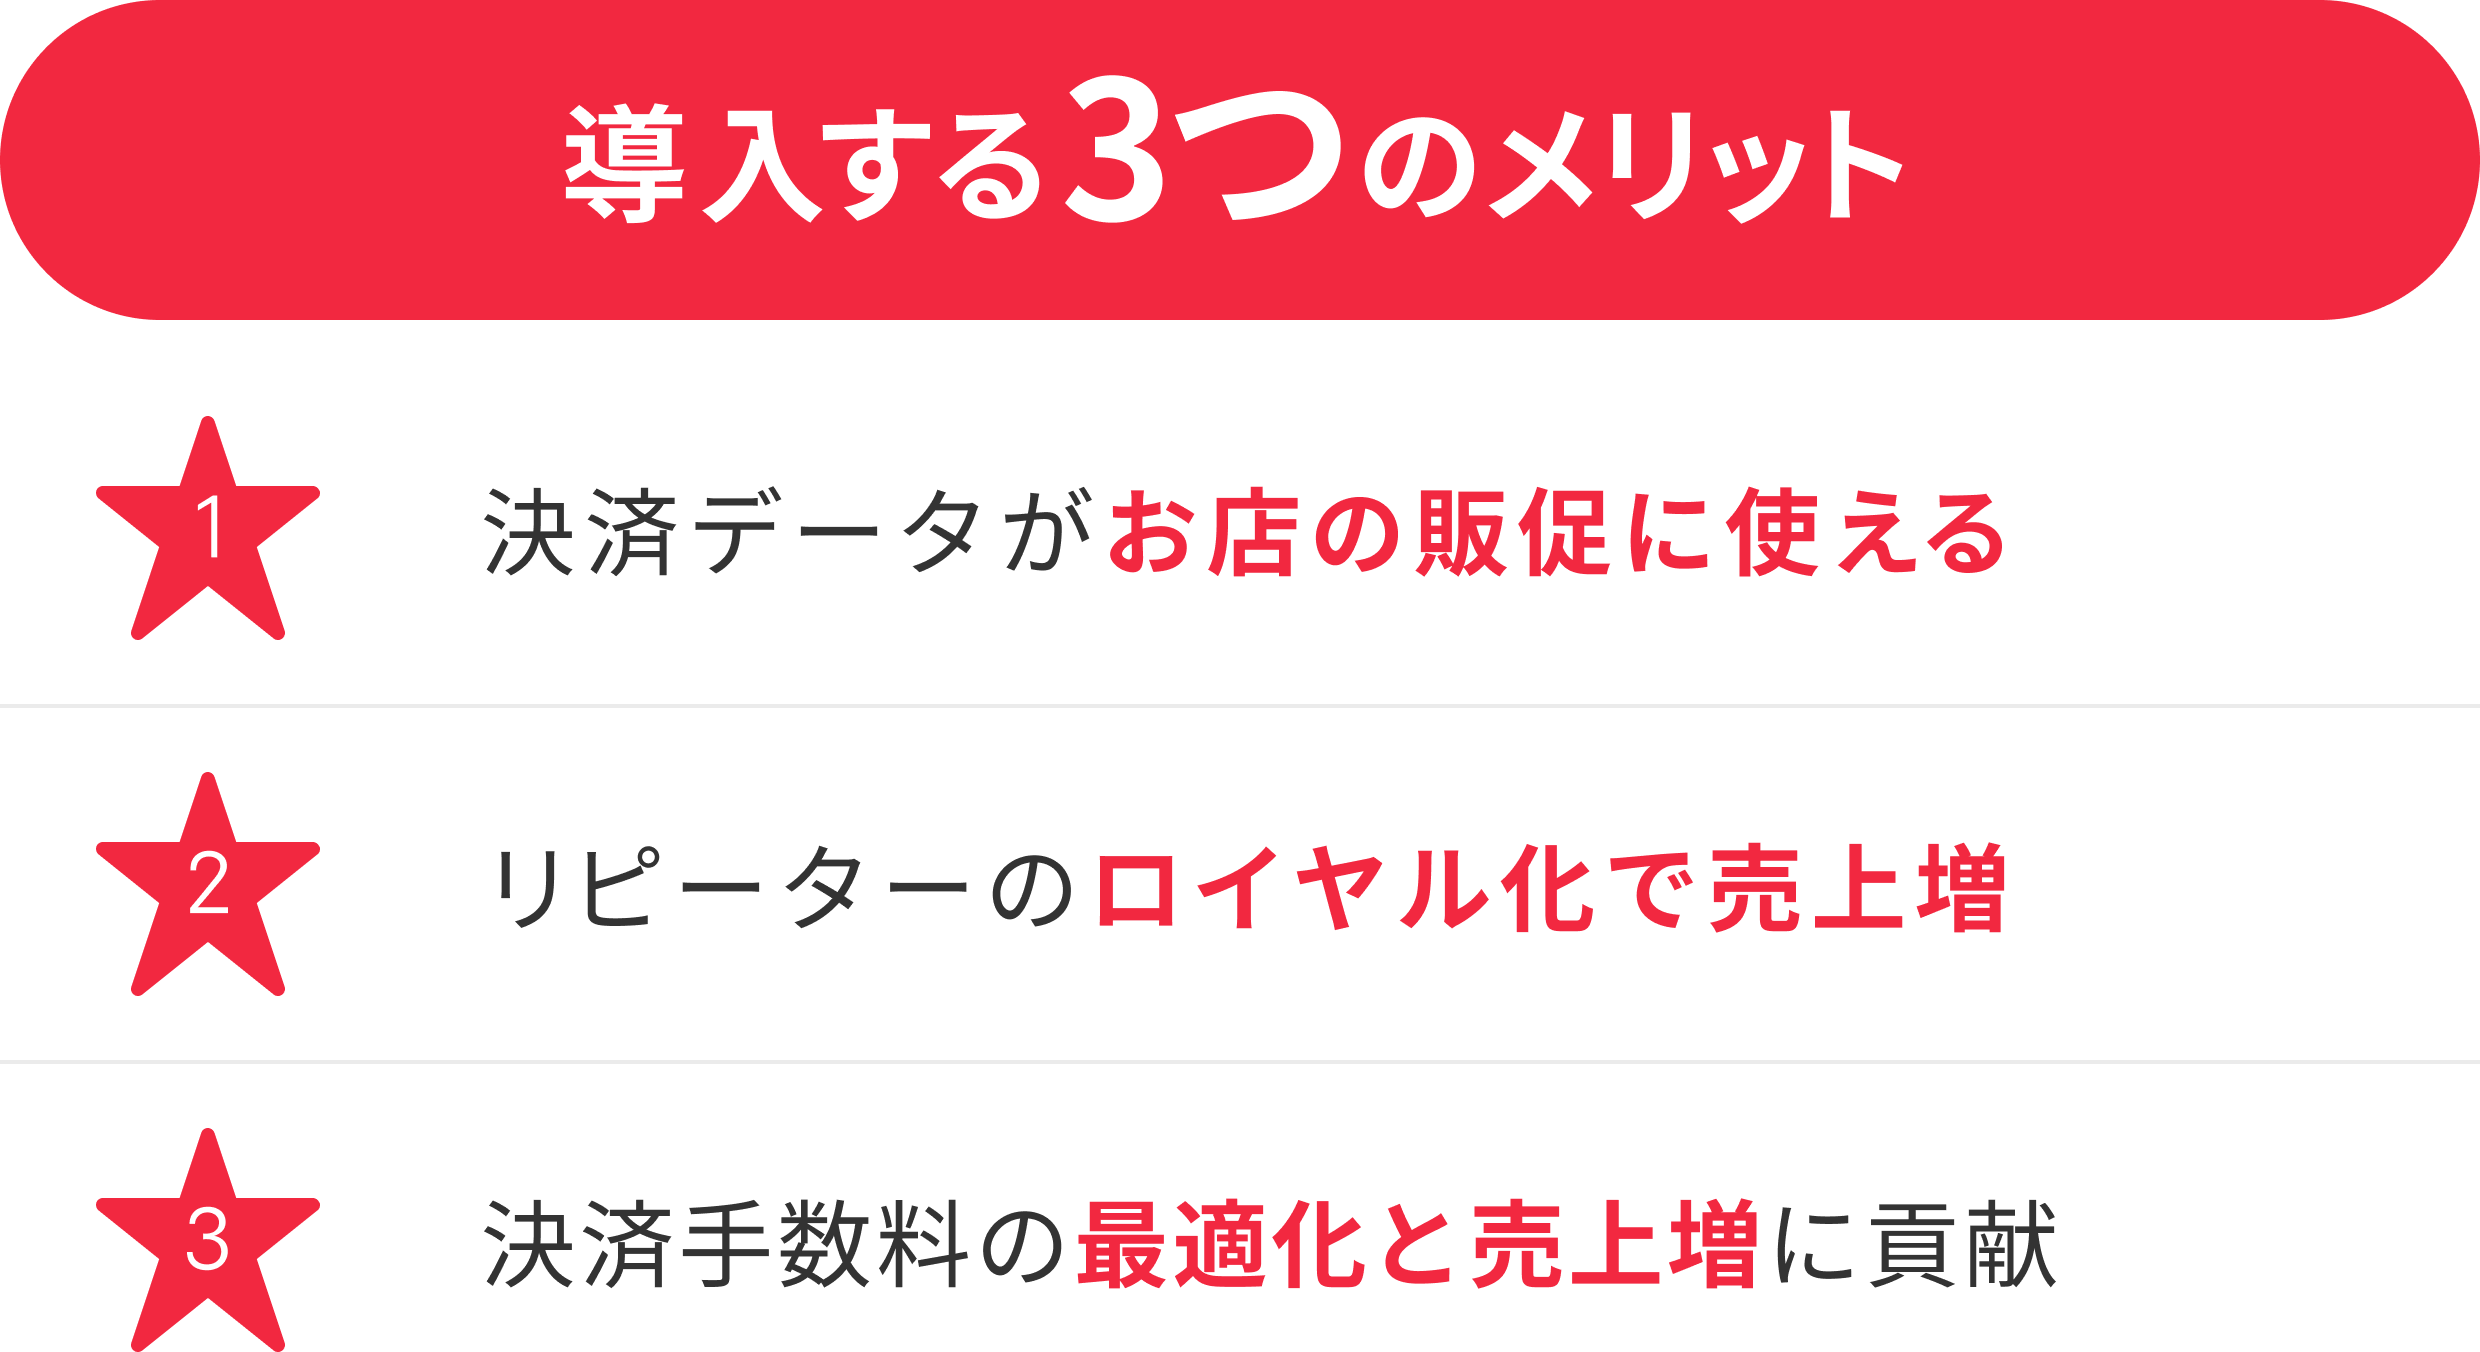 導入する3つのメリット
1
決済データがお店の販促に使える
2
リピーターのロイヤル化で売上増
3
決済手数料の最適化と売上増に貢献